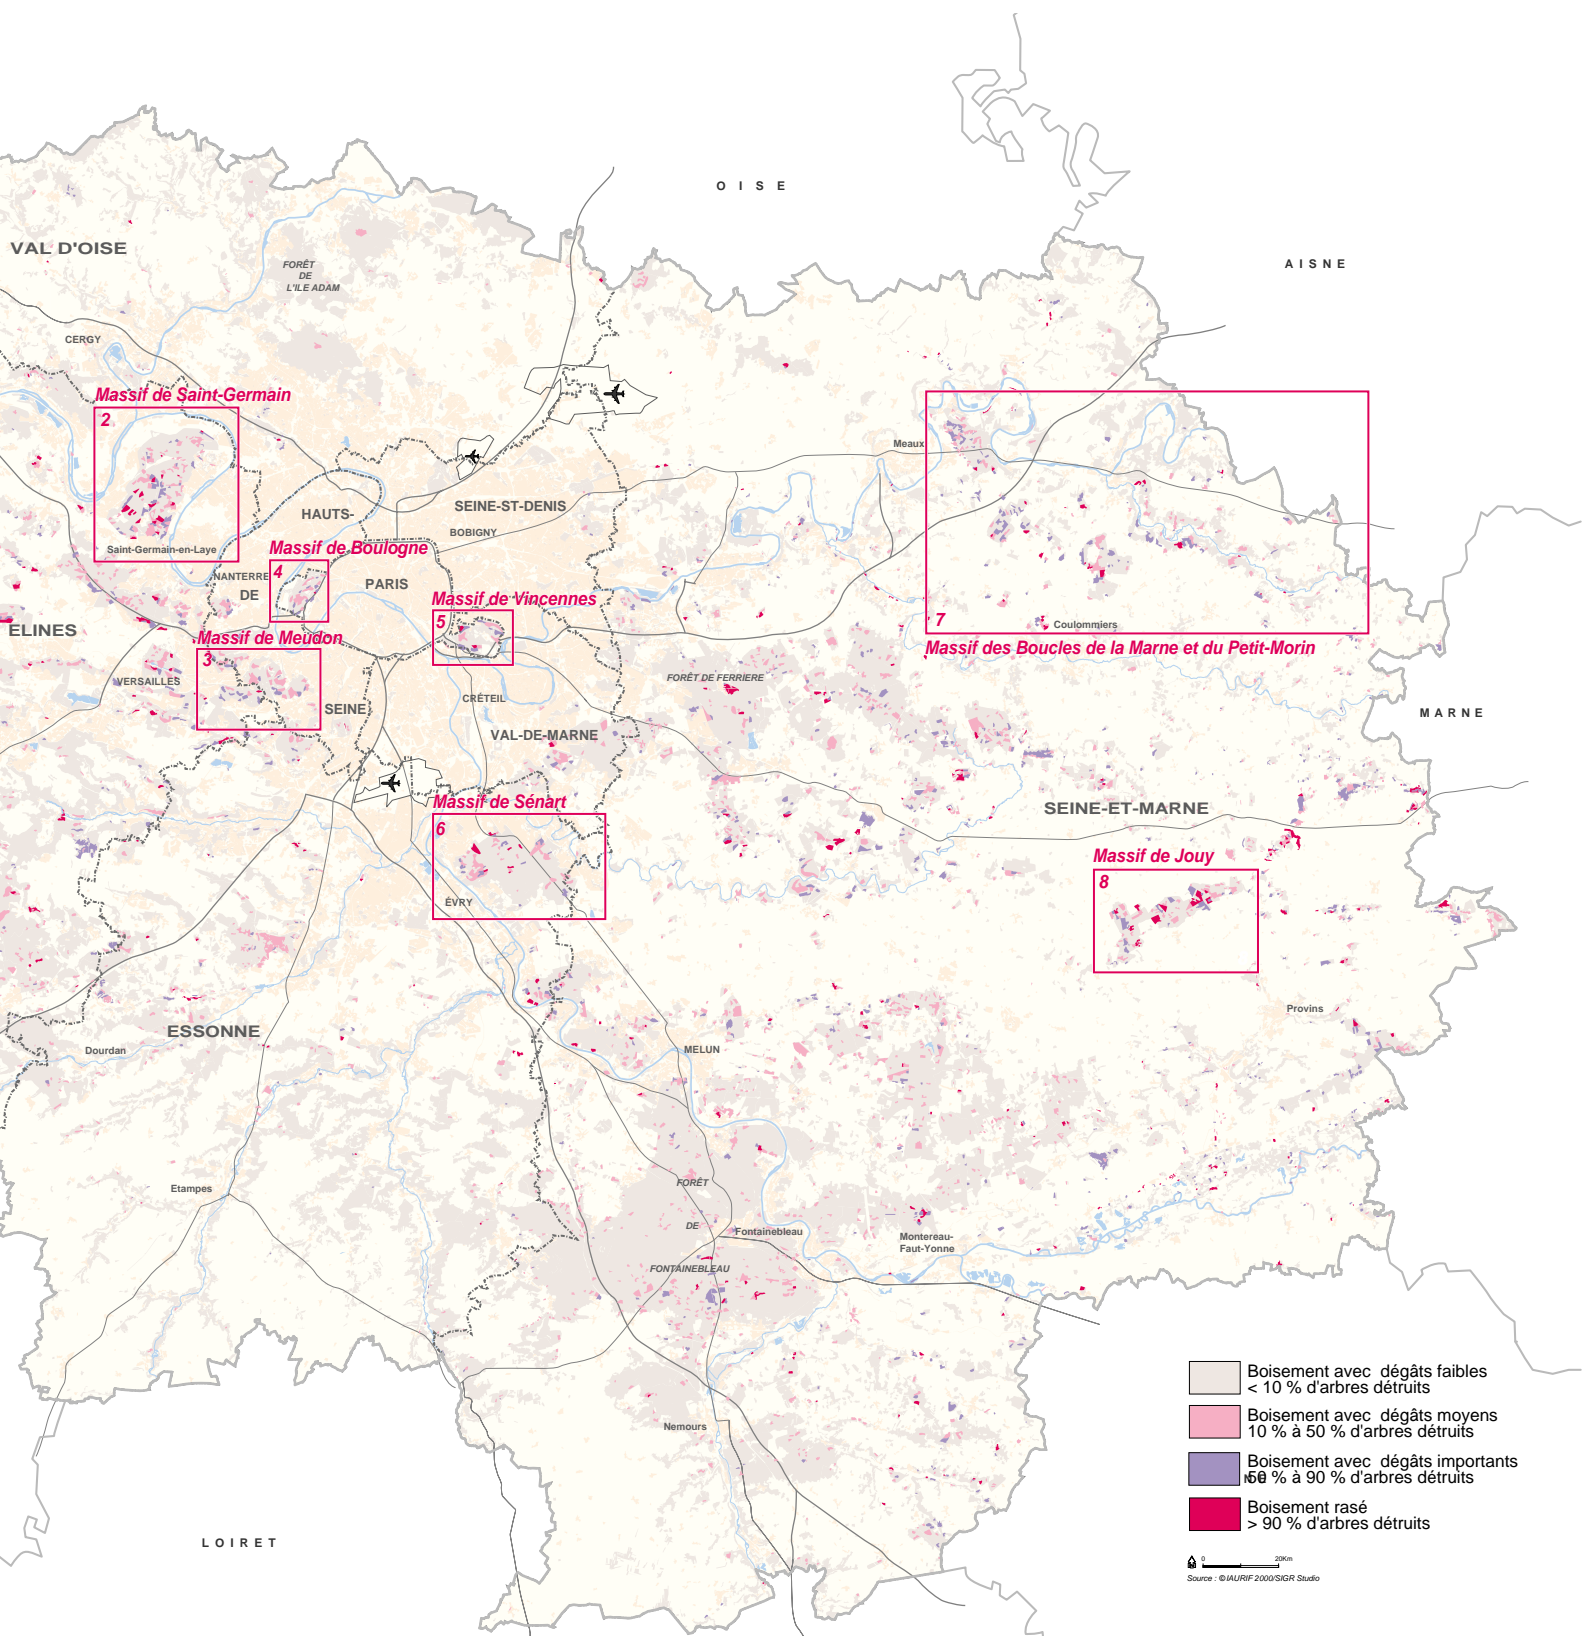 OISE
VAL D'OISE
AISNE
FORÊT
DE
L'ILE ADAM
CERGY
Massif de Saint-Germain
2
Meaux
SEINE-ST-DENIS
HAUTS-
BOBIGNY
Saint-Germain-en-Laye
Massif de Boulogne
4
NANTERRE
DE
PARIS
Massif de Vincennes
5
7
Coulommiers
ELINES
Massif de Meudon
3
Massif des Boucles de la Marne et du Petit-Morin
VERSAILLES
FORÊT DE FERRIERE
CRÉTEIL
SEINE
MARNE
VAL-DE-MARNE
Massif de Sénart
6
SEINE-ET-MARNE
Massif de Jouy
8
ÉVRY
Provins
ESSONNE
Dourdan
MELUN
Etampes
FORÊT
DE
Fontainebleau
Montereau-
Faut-Yonne
FONTAINEBLEAU
Nemours
LOIRET
Boisement avec dégâts faibles
< 10 % d'arbres détruits
Boisement avec dégâts moyens
10 % à 50 % d'arbres détruits
Boisement avec dégâts importants
50 % à 90 % d'arbres détruits
Boisement rasé
> 90 % d'arbres détruits
0 20Km
Source : ©IAURIF 2000/SIGR Studio